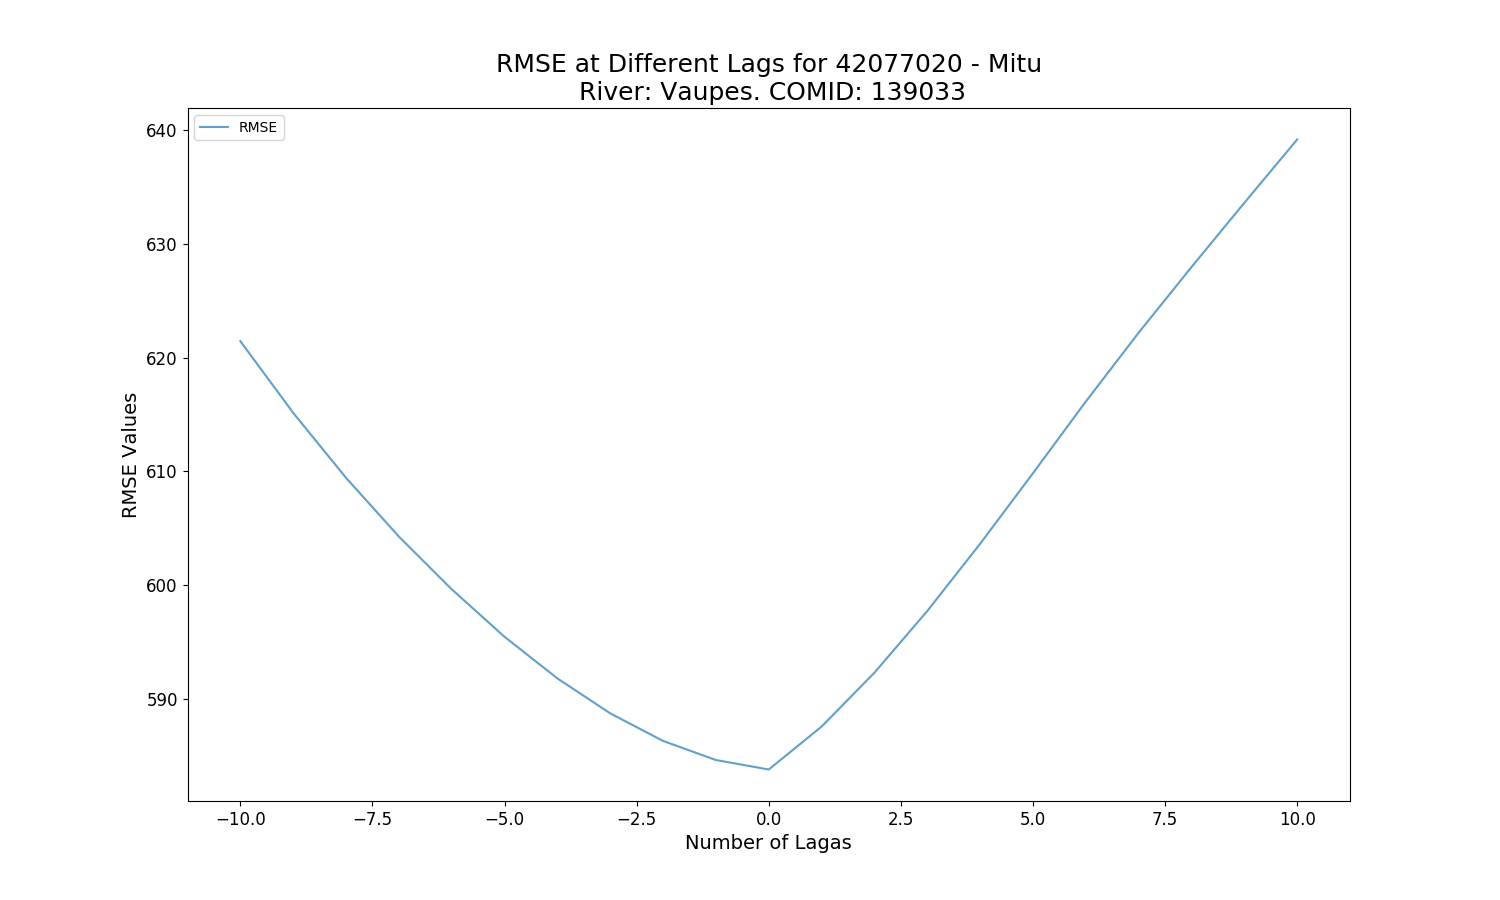 RMSE at Different Lags for 42077020 - Mitu
River: Vaupes. COMID: 139033
RMSE
640
630
620
610
600
590
RMSE Values
−10.0 −7.5 −5.0 −2.5 0.0 2.5 5.0 7.5 10.0
Number of Lagas